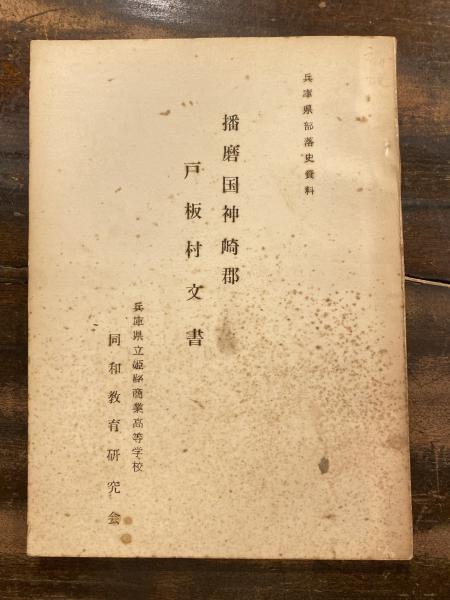 兵庫県部落史資料
播磨国神崎郡
戸板村文書
兵庫県立姫路商業高等学校
同和教育研究会